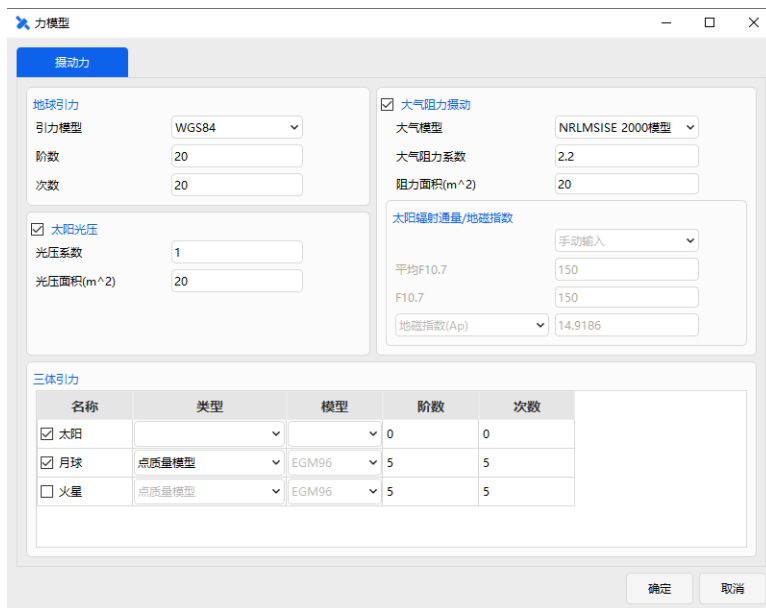 力模型
摄动力
地球引力
引力模型 WGS84
阶数 20
次数 20
太阳光压
光压系数 1
光压面积(m^2) 20
大气阻力摄动
大气模型 NRLMSISE 2000模型
大气阻力系数 2.2
阻力面积(m^2) 20
太阳辐射通量/地磁指数
手动输入
平均F10.7 150
F10.7 150
地磁指数(Ap) 14.9186
三体引力
名称 类型 模型 阶数 次数
太阳 0 0
月球 点质量模型 EGM96 5 5
火星 点质量模型 EGM96 5 5
确定 取消